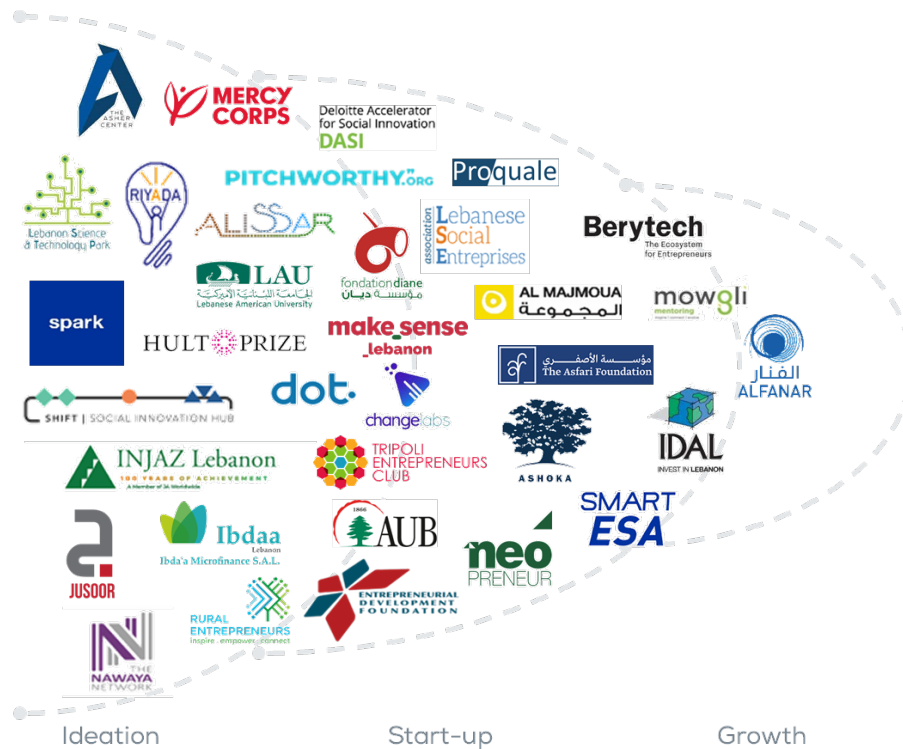 THE
ASHER
CENTER
MERCY
CORPS
Deloitte Accelerator
for Social Innovation
DASI
Lebanon Science
& Technology Park
RIYADA
PITCHWORTHY.ORG
Proquale
ALISSAR
fondation diane
مؤسسة ديان
association
Lebanese
Social
Entreprises
Berytech
The Ecosystem
for Entrepreneurs
LAU
الجامعة اللبنانية الأميركية
Lebanese American University
spark
HULT PRIZE
make_sense
_lebanon
AL MAJMOUA
المجموعة
mowgli
mentoring
الفنار
ALFANAR
مؤسسة الأصفري
The Asfari Foundation
SHIFT | SOCIAL INNOVATION HUB
dot.
changelabs
ASHOKA
IDAL
INVEST IN LEBANON
INJAZ Lebanon
100 YEARS OF ACHIEVEMENT
A Member of JA Worldwide
TRIPOLI
ENTREPRENEURS
CLUB
JUSOOR
Ibdaa
Lebanon
Ibda'a Microfinance S.A.L.
1866
AUB
neo
PRENEUR
SMART
ESA
RURAL
ENTREPRENEURS
inspire . empower . connect
ENTREPRENEURIAL
DEVELOPMENT
FOUNDATION
THE
NAWAYA
NETWORK
Ideation
Start-up
Growth